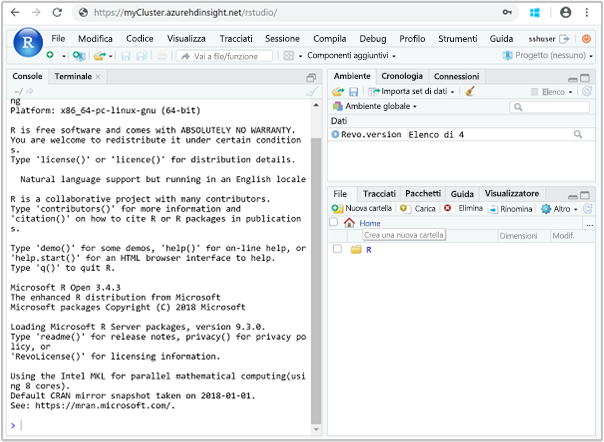 https://myCluster.azurehdinsight.net/rstudio/
R
File Modifica Codice Visualizza Tracciati Sessione Compila Debug Profilo Strumenti Guida sshuser
Vai a file/funzione Componenti aggiuntivi Progetto (nessuno)
Console Terminale
~/
ng
Platform: x86_64-pc-linux-gnu (64-bit)
R is free software and comes with ABSOLUTELY NO WARRANTY.
You are welcome to redistribute it under certain condition
s.
Type 'license()' or 'licence()' for distribution details.
Natural language support but running in an English locale
R is a collaborative project with many contributors.
Type 'contributors()' for more information and
'citation()' on how to cite R or R packages in publication
s.
Type 'demo()' for some demos, 'help()' for on-line help, or
'help.start()' for an HTML browser interface to help.
Type 'q()' to quit R.
Microsoft R Open 3.4.3
The enhanced R distribution from Microsoft
Microsoft packages Copyright (C) 2018 Microsoft
Loading Microsoft R Server packages, version 9.3.0.
Type 'readme()' for release notes, privacy() for privacy po
licy, or
'RevoLicense()' for licensing information.
Using the Intel MKL for parallel mathematical computing(usi
ng 8 cores).
Default CRAN mirror snapshot taken on 2018-01-01.
See: https://mran.microsoft.com/.
>
Ambiente Cronologia Connessioni
Importa set di dati Elenco
Ambiente globale
Dati
Revo.version Elenco di 4
File Tracciati Pacchetti Guida Visualizzatore
Nuova cartella Carica Elimina Rinomina Altro
Home ...
Crea una nuova cartella Dimensioni Modif.
R